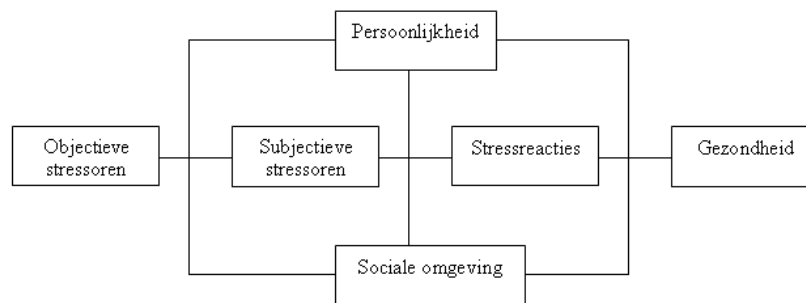 Persoonlijkheid
Objectieve
stressoren
Subjectieve
stressoren
Stressreacties
Gezondheid
Sociale omgeving